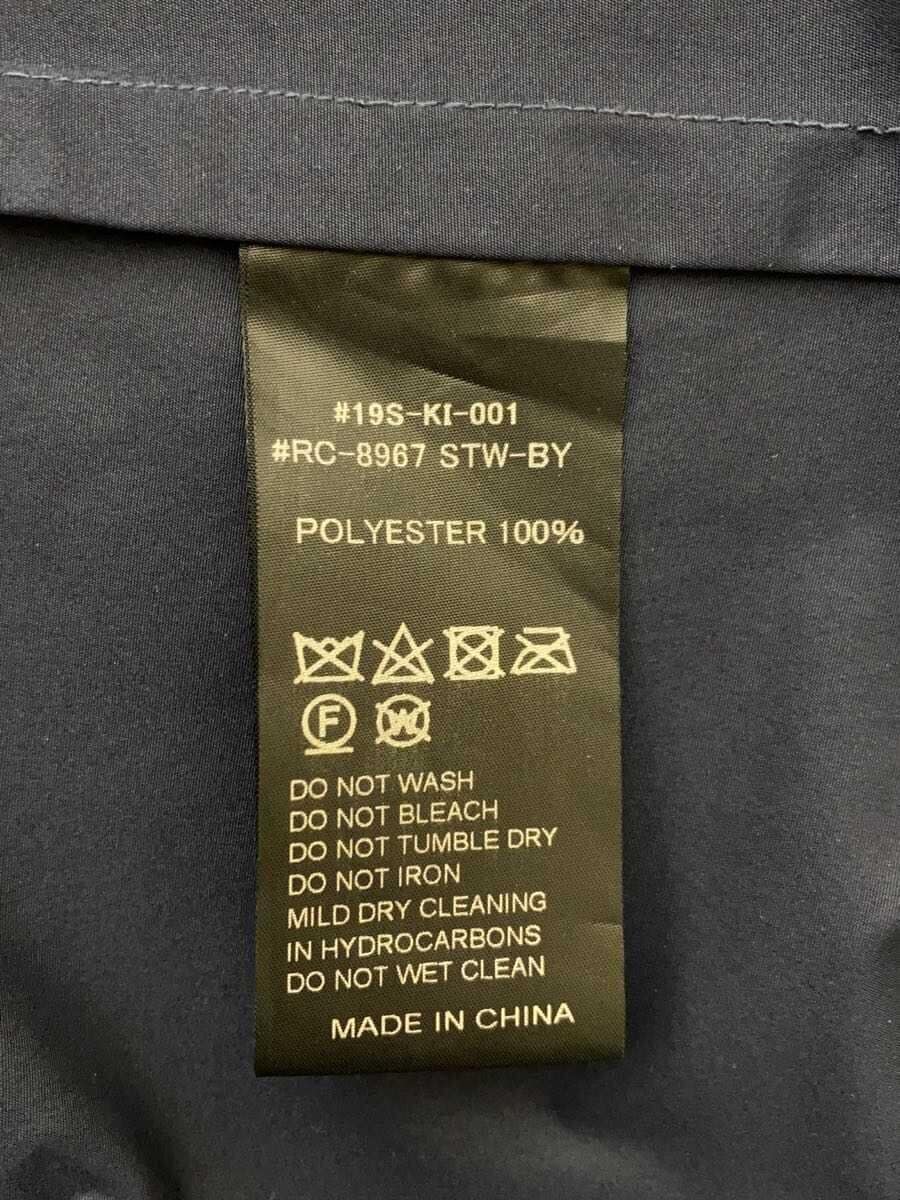 #19S-KI-001
#RC-8967 STW-BY
POLYESTER 100%
F W
DO NOT WASH
DO NOT BLEACH
DO NOT TUMBLE DRY
DO NOT IRON
MILD DRY CLEANING
IN HYDROCARBONS
DO NOT WET CLEAN
MADE IN CHINA